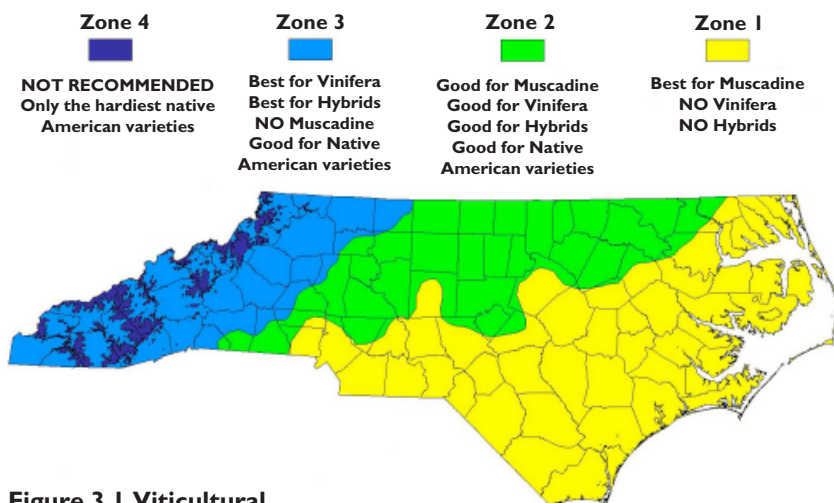 Zone 4
NOT RECOMMENDED
Only the hardiest native
American varieties
Zone 3
Best for Vinifera
Best for Hybrids
NO Muscadine
Good for Native
American varieties
Zone 2
Good for Muscadine
Good for Vinifera
Good for Hybrids
Good for Native
American varieties
Zone 1
Best for Muscadine
NO Vinifera
NO Hybrids
Figure 3.1 Viticultural